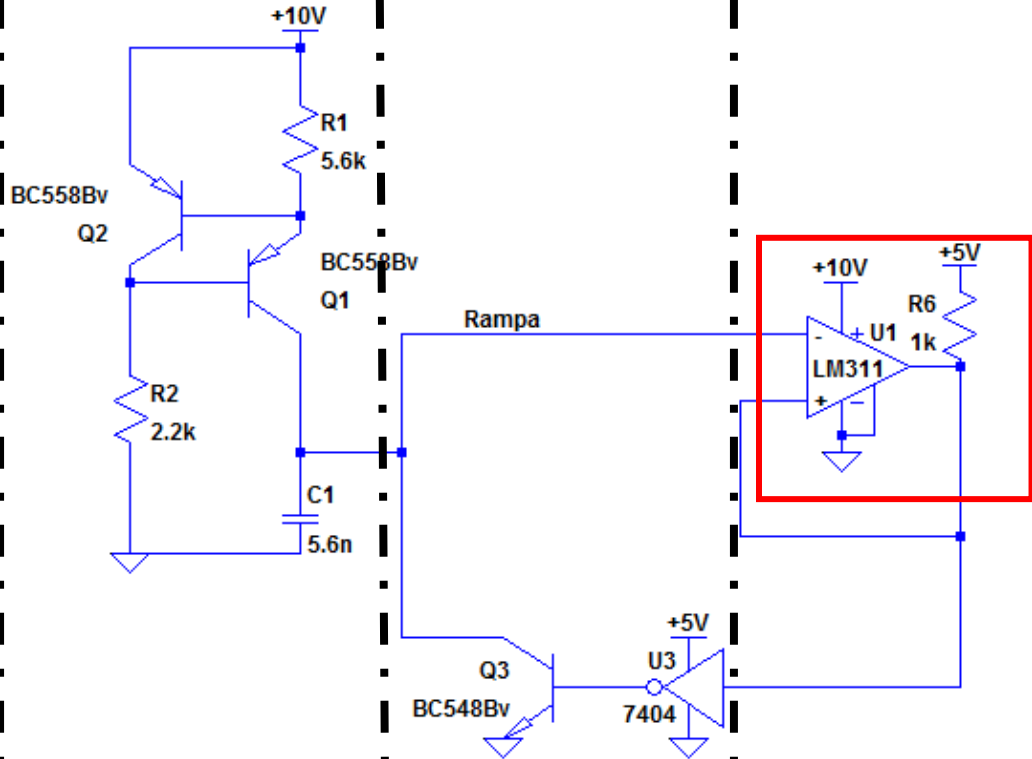 +10V
R1
5.6k
BC558Bv
Q2
BC558Bv
Q1
R2
2.2k
C1
5.6n
Rampa
+10V
+5V
R6
1k
-
+
U1
LM311
+
-
+5V
U3
7404
Q3
BC548Bv